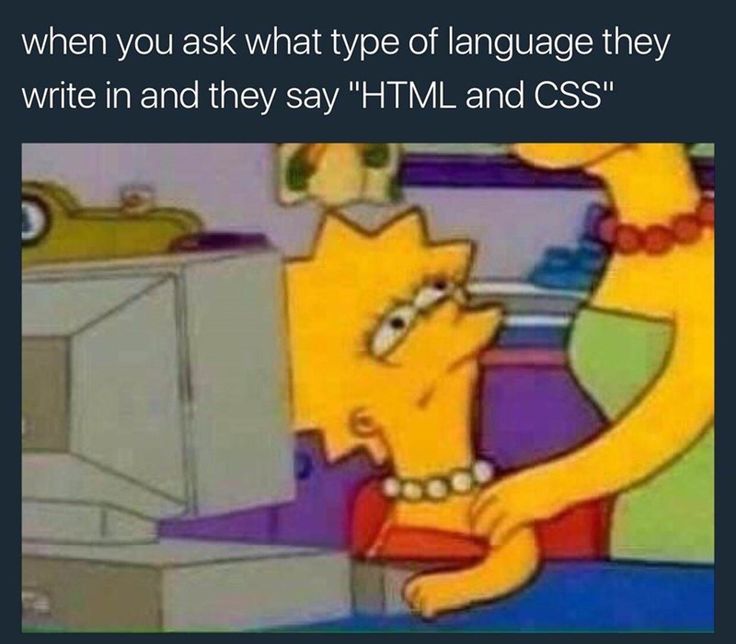 when you ask what type of language they
write in and they say "HTML and CSS"